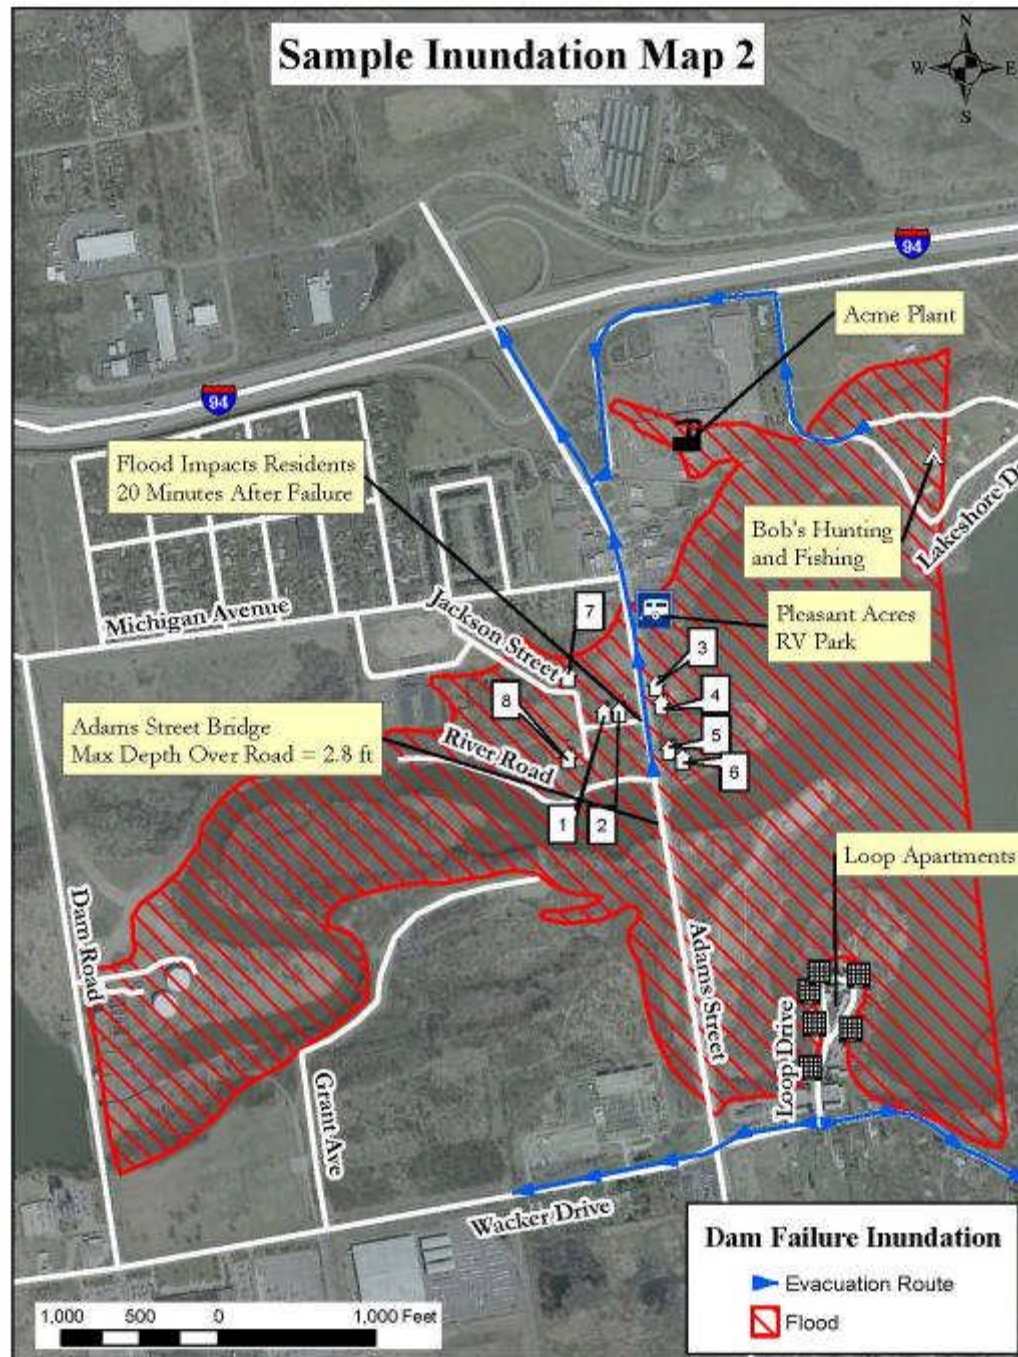 Sample Inundation Map 2
N
W
E
S
94
Acme Plant
94
Flood Impacts Residents
20 Minutes After Failure
Bob's Hunting
and Fishing
Lakeshore D
Michigan Avenue
Jackson Street
7
Pleasant Acres
RV Park
3
4
8
Adams Street Bridge
Max Depth Over Road = 2.8 ft
River Road
5
6
1
2
Loop Apartments
Dam Road
Adams Street
Loop Drive
Grant Ave
Wacker Drive
Dam Failure Inundation
Evacuation Route
Flood
1,000 500 0 1,000 Feet